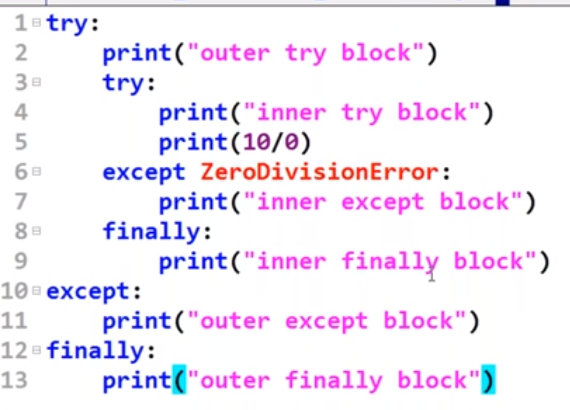 1 try:
2     print("outer try block")
3     try:
4         print("inner try block")
5         print(10/0)
6     except ZeroDivisionError:
7         print("inner except block")
8     finally:
9         print("inner finally block")
10 except:
11     print("outer except block")
12 finally:
13     print("outer finally block")